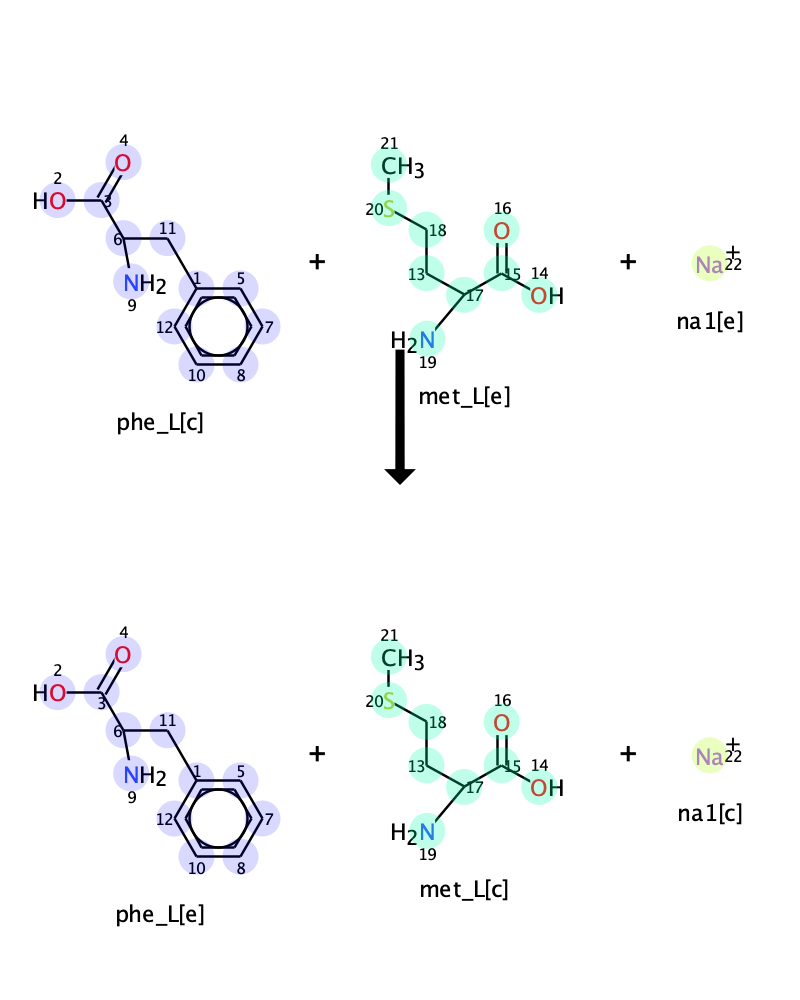 4
2
HO
O
3
6
11
NH2
9
1
5
12
7
10
8
phe_L[c]
+
21
CH3
20
S
18
16
O
13
15
14
OH
17
H2N
19
met_L[e]
+
Na+
22
na1[e]
4
2
HO
O
3
6
11
NH2
9
1
5
12
7
10
8
phe_L[e]
+
21
CH3
20
S
18
16
O
13
15
14
OH
17
H2N
19
met_L[c]
+
Na+
22
na1[c]